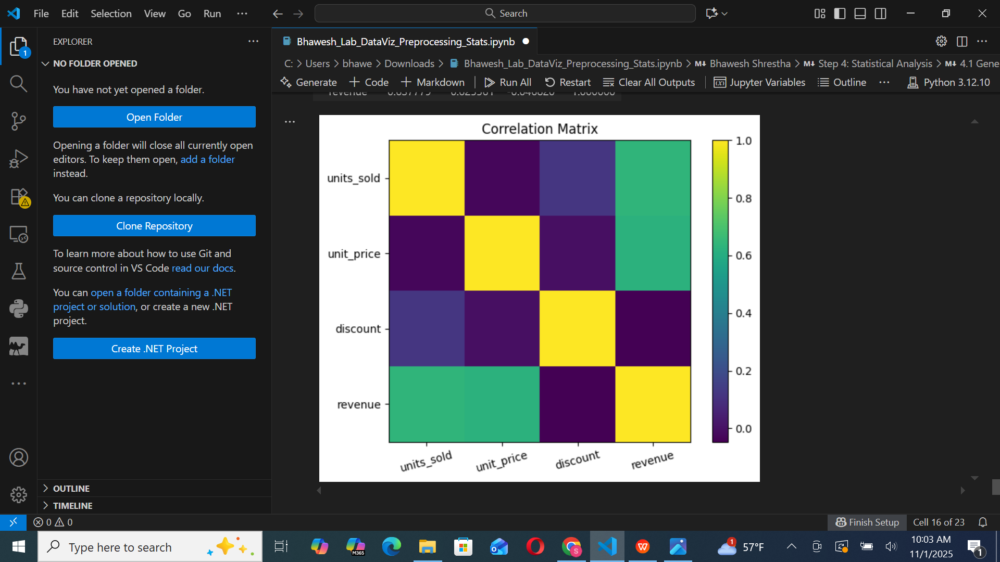 File Edit Selection View Go Run ···
Search
EXPLORER
NO FOLDER OPENED
You have not yet opened a folder.
Open Folder
Opening a folder will close all currently open
editors. To keep them open, add a folder
instead.
You can clone a repository locally.
Clone Repository
To learn more about how to use Git and
source control in VS Code read our docs.
You can open a folder containing a .NET
project or solution, or create a new .NET
project.
Create .NET Project
OUTLINE
TIMELINE
1
Bhawesh_Lab_DataViz_Preprocessing_Stats.ipynb
C: > Users > bhawe > Downloads > Bhawesh_Lab_DataViz_Preprocessing_Stats.ipynb > M↓ Bhawesh Shrestha > M↓ Step 4: Statistical Analysis > M↓ 4.1 Gene
Generate + Code + Markdown Run All Restart Clear All Outputs Jupyter Variables Outline ··· Python 3.12.10
revenue 1.000000
Correlation Matrix
units_sold
unit_price
discount
revenue
units_sold
unit_price
discount
revenue
1.0
0.8
0.6
0.4
0.2
0.0
0 0
Finish Setup Cell 16 of 23
Type here to search
M365
S
W
1
57°F
10:03 AM
11/1/2025
1